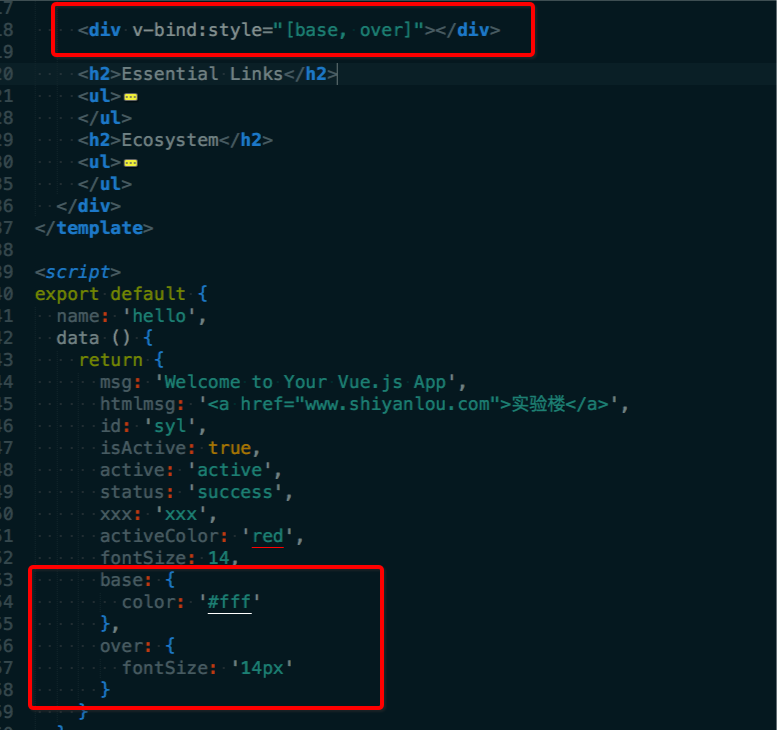 17
18 <div v-bind:style="[base, over]"></div>
19
20 <h2>Essential Links</h2>
21 <ul>
28 </ul>
29 <h2>Ecosystem</h2>
30 <ul>
35 </ul>
36 </div>
37 </template>
38
39 <script>
40 export default {
41 name: 'hello',
42 data () {
43 return {
44 msg: 'Welcome to Your Vue.js App',
45 htmlmsg: '<a href="www.shiyanlou.com">实验楼</a>',
46 id: 'syl',
47 isActive: true,
48 active: 'active',
49 status: 'success',
50 xxx: 'xxx',
51 activeColor: 'red',
52 fontSize: 14,
53 base: {
54 color: '#fff'
55 },
56 over: {
57 fontSize: '14px'
58 }
59 }